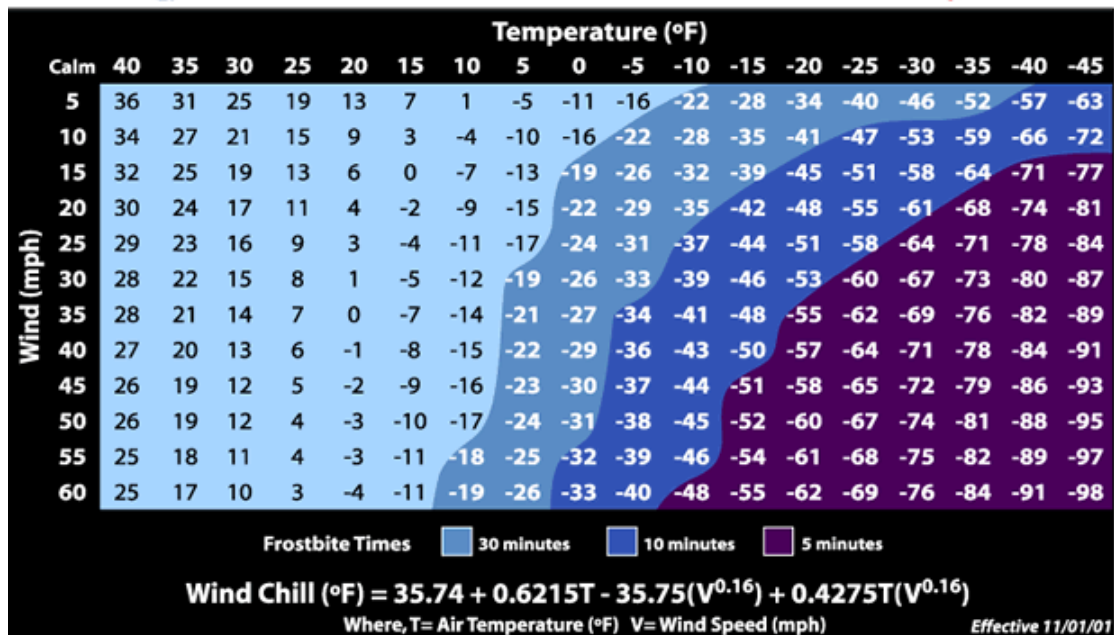 Temperature (ºF)
Calm 40 35 30 25 20 15 10 5 0 -5 -10 -15 -20 -25 -30 -35 -40 -45
5 36 31 25 19 13 7 1 -5 -11 -16 -22 -28 -34 -40 -46 -52 -57 -63
10 34 27 21 15 9 3 -4 -10 -16 -22 -28 -35 -41 -47 -53 -59 -66 -72
15 32 25 19 13 6 0 -7 -13 -19 -26 -32 -39 -45 -51 -58 -64 -71 -77
20 30 24 17 11 4 -2 -9 -15 -22 -29 -35 -42 -48 -55 -61 -68 -74 -81
25 29 23 16 9 3 -4 -11 -17 -24 -31 -37 -44 -51 -58 -64 -71 -78 -84
30 28 22 15 8 1 -5 -12 -19 -26 -33 -39 -46 -53 -60 -67 -73 -80 -87
35 28 21 14 7 0 -7 -14 -21 -27 -34 -41 -48 -55 -62 -69 -76 -82 -89
40 27 20 13 6 -1 -8 -15 -22 -29 -36 -43 -50 -57 -64 -71 -78 -84 -91
45 26 19 12 5 -2 -9 -16 -23 -30 -37 -44 -51 -58 -65 -72 -79 -86 -93
50 26 19 12 4 -3 -10 -17 -24 -31 -38 -45 -52 -60 -67 -74 -81 -88 -95
55 25 18 11 4 -3 -11 -18 -25 -32 -39 -46 -54 -61 -68 -75 -82 -89 -97
60 25 17 10 3 -4 -11 -19 -26 -33 -40 -48 -55 -62 -69 -76 -84 -91 -98
Wind (mph)
Frostbite Times 30 minutes 10 minutes 5 minutes
Wind Chill (ºF) = 35.74 + 0.6215T - 35.75(V^0.16) + 0.4275T(V^0.16)
Where, T= Air Temperature (ºF) V= Wind Speed (mph) Effective 11/01/01